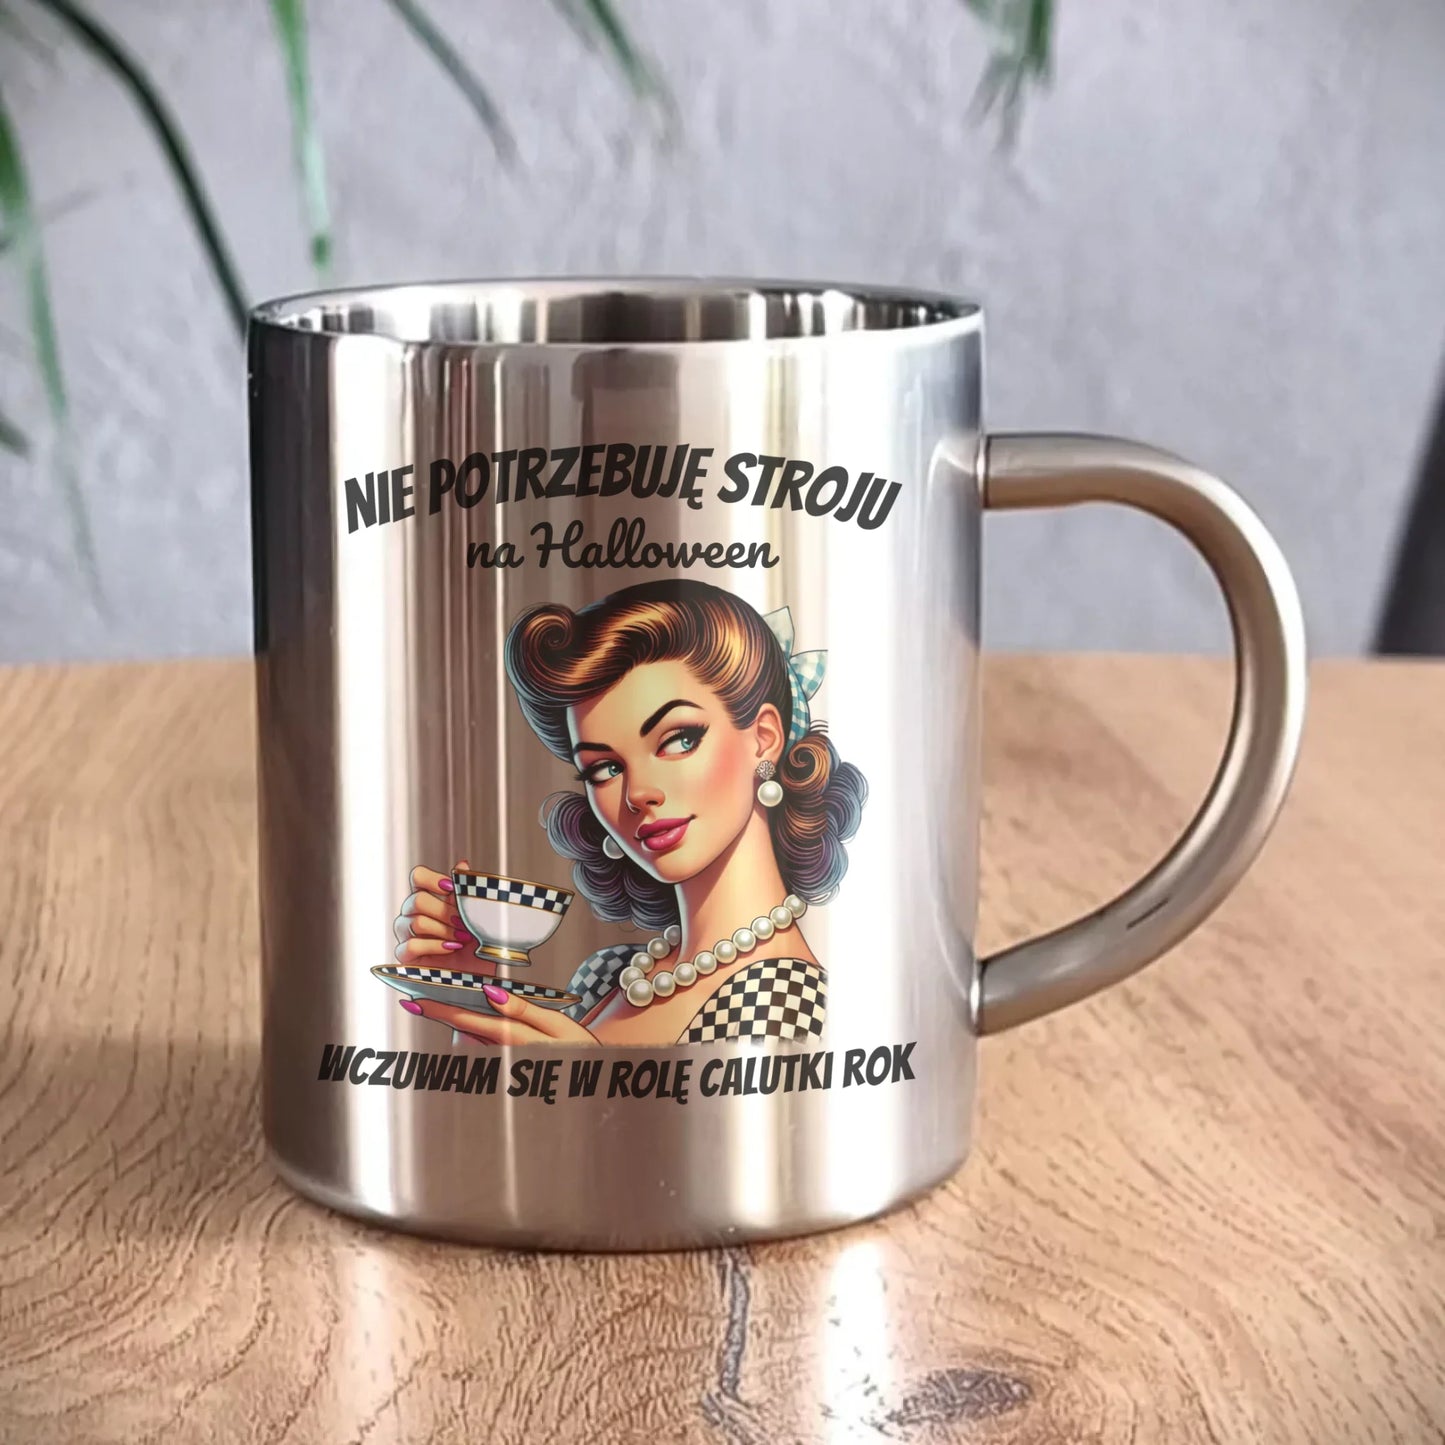 NIE POTRZEBUJĘ STROJU
na Halloween
WCZUWAM SIĘ W ROLĘ CALUTKI ROK